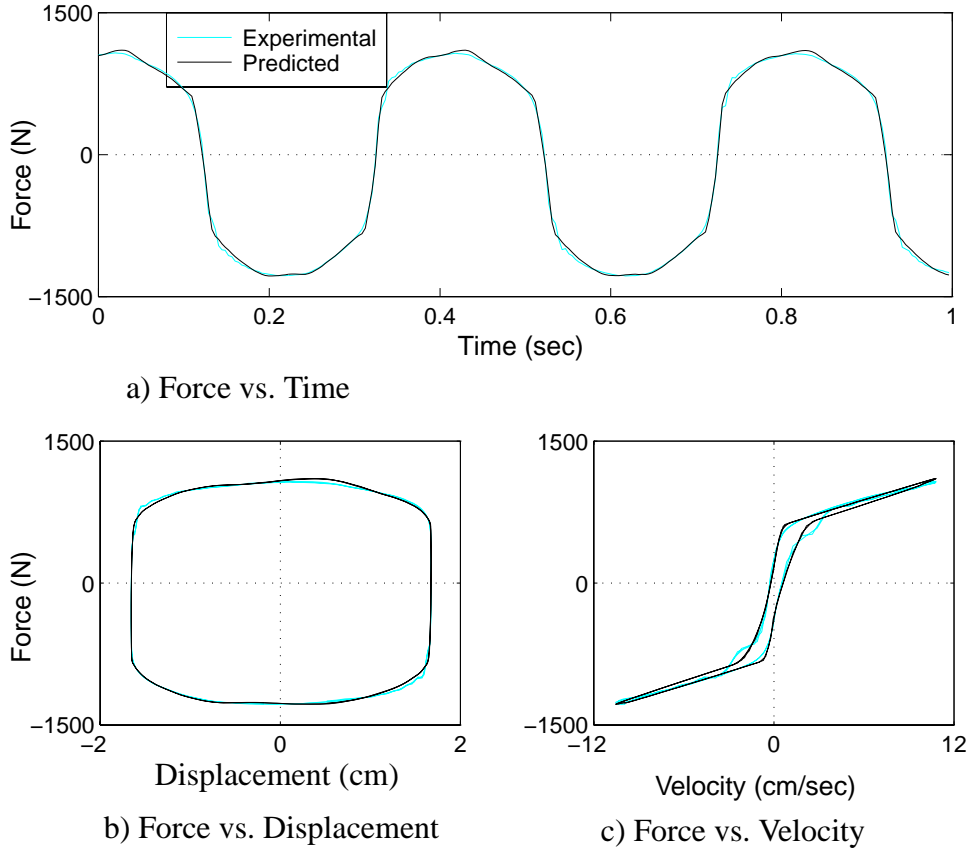 1500
Experimental
Predicted
Force (N)
0
−1500
0
0.2
0.4
0.6
0.8
1
Time (sec)
a) Force vs. Time
1500
Force (N)
0
−1500
−2
0
2
Displacement (cm)
b) Force vs. Displacement
1500
0
−1500
−12
0
12
Velocity (cm/sec)
c) Force vs. Velocity